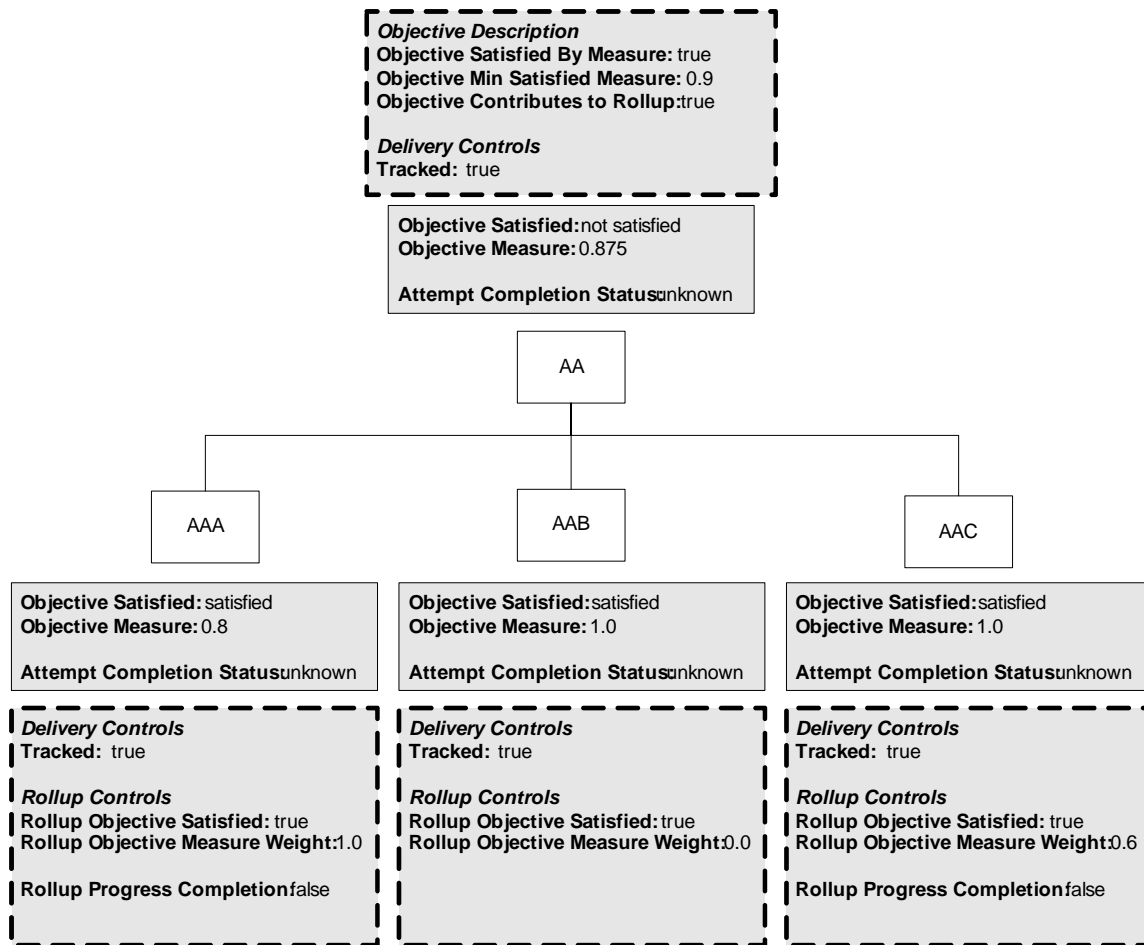 Objective Description
Objective Satisfied By Measure: true
Objective Min Satisfied Measure: 0.9
Objective Contributes to Rollup: true
Delivery Controls
Tracked: true
Objective Satisfied: not satisfied
Objective Measure: 0.875
Attempt Completion Status: unknown
AA
AAA
AAB
AAC
Objective Satisfied: satisfied
Objective Measure: 0.8
Attempt Completion Status: unknown
Objective Satisfied: satisfied
Objective Measure: 1.0
Attempt Completion Status: unknown
Objective Satisfied: satisfied
Objective Measure: 1.0
Attempt Completion Status: unknown
Delivery Controls
Tracked: true
Rollup Controls
Rollup Objective Satisfied: true
Rollup Objective Measure Weight: 1.0
Rollup Progress Completion: false
Delivery Controls
Tracked: true
Rollup Controls
Rollup Objective Satisfied: true
Rollup Objective Measure Weight: 0.0
Delivery Controls
Tracked: true
Rollup Controls
Rollup Objective Satisfied: true
Rollup Objective Measure Weight: 0.6
Rollup Progress Completion: false